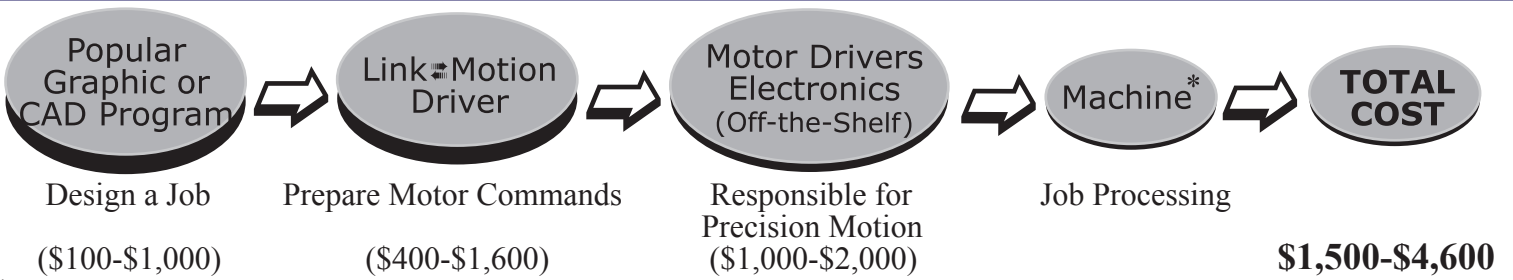 Popular
Graphic or
CAD Program
Link Motion
Driver
Motor Drivers
Electronics
(Off-the-Shelf)
Machine*
TOTAL
COST
Design a Job
Prepare Motor Commands
Responsible for
Precision Motion
Job Processing
($100-$1,000)
($400-$1,600)
($1,000-$2,000)
$1,500-$4,600